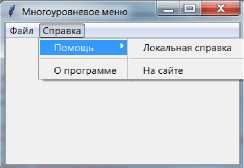 Многоуровневое меню
Файл Справка
Помощь Локальная справка
О программе На сайте